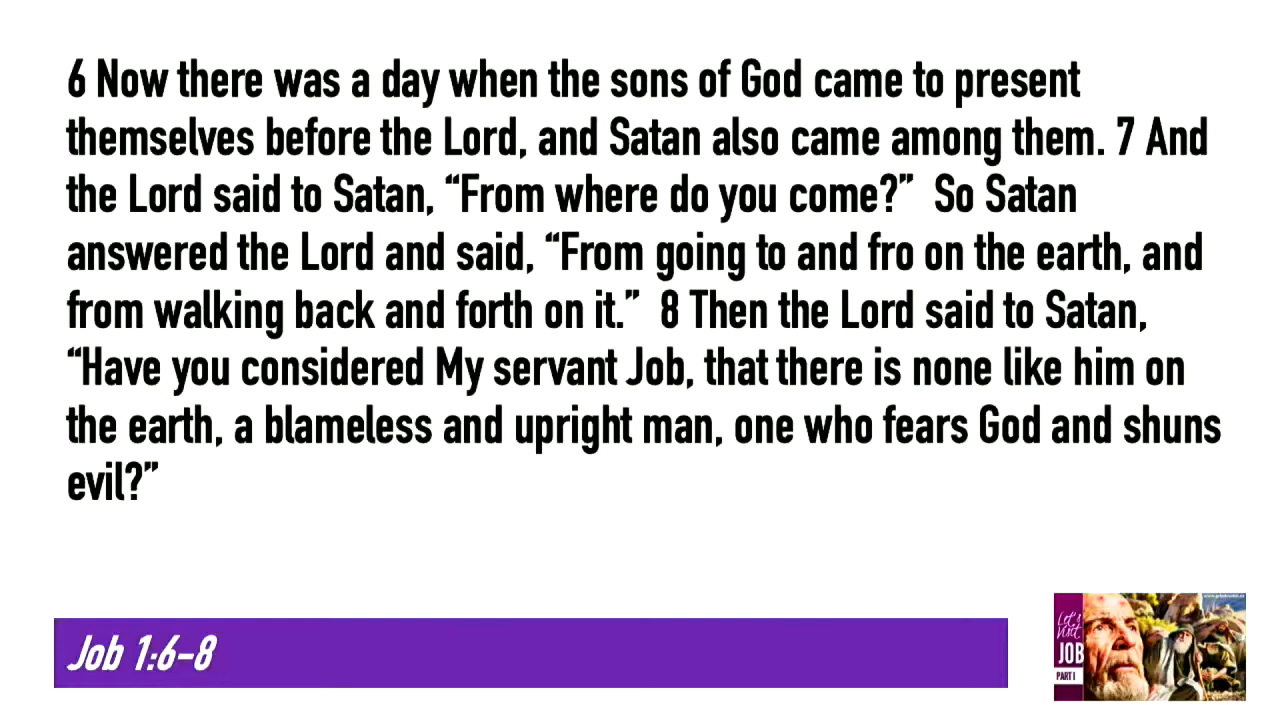 6 Now there was a day when the sons of God came to present
themselves before the Lord, and Satan also came among them. 7 And
the Lord said to Satan, “From where do you come?”  So Satan
answered the Lord and said, “From going to and fro on the earth, and
from walking back and forth on it.”  8 Then the Lord said to Satan,
“Have you considered My servant Job, that there is none like him on
the earth, a blameless and upright man, one who fears God and shuns
evil?”
Job 1:6-8
Let's
Visit
JOB
PART I